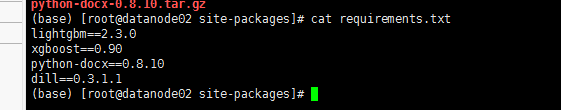 python-docx-0.8.10.tar.gz
(base) [root@datanode02 site-packages]# cat requirements.txt
lightgbm==2.3.0
xgboost==0.90
python-docx==0.8.10
dill==0.3.1.1
(base) [root@datanode02 site-packages]#